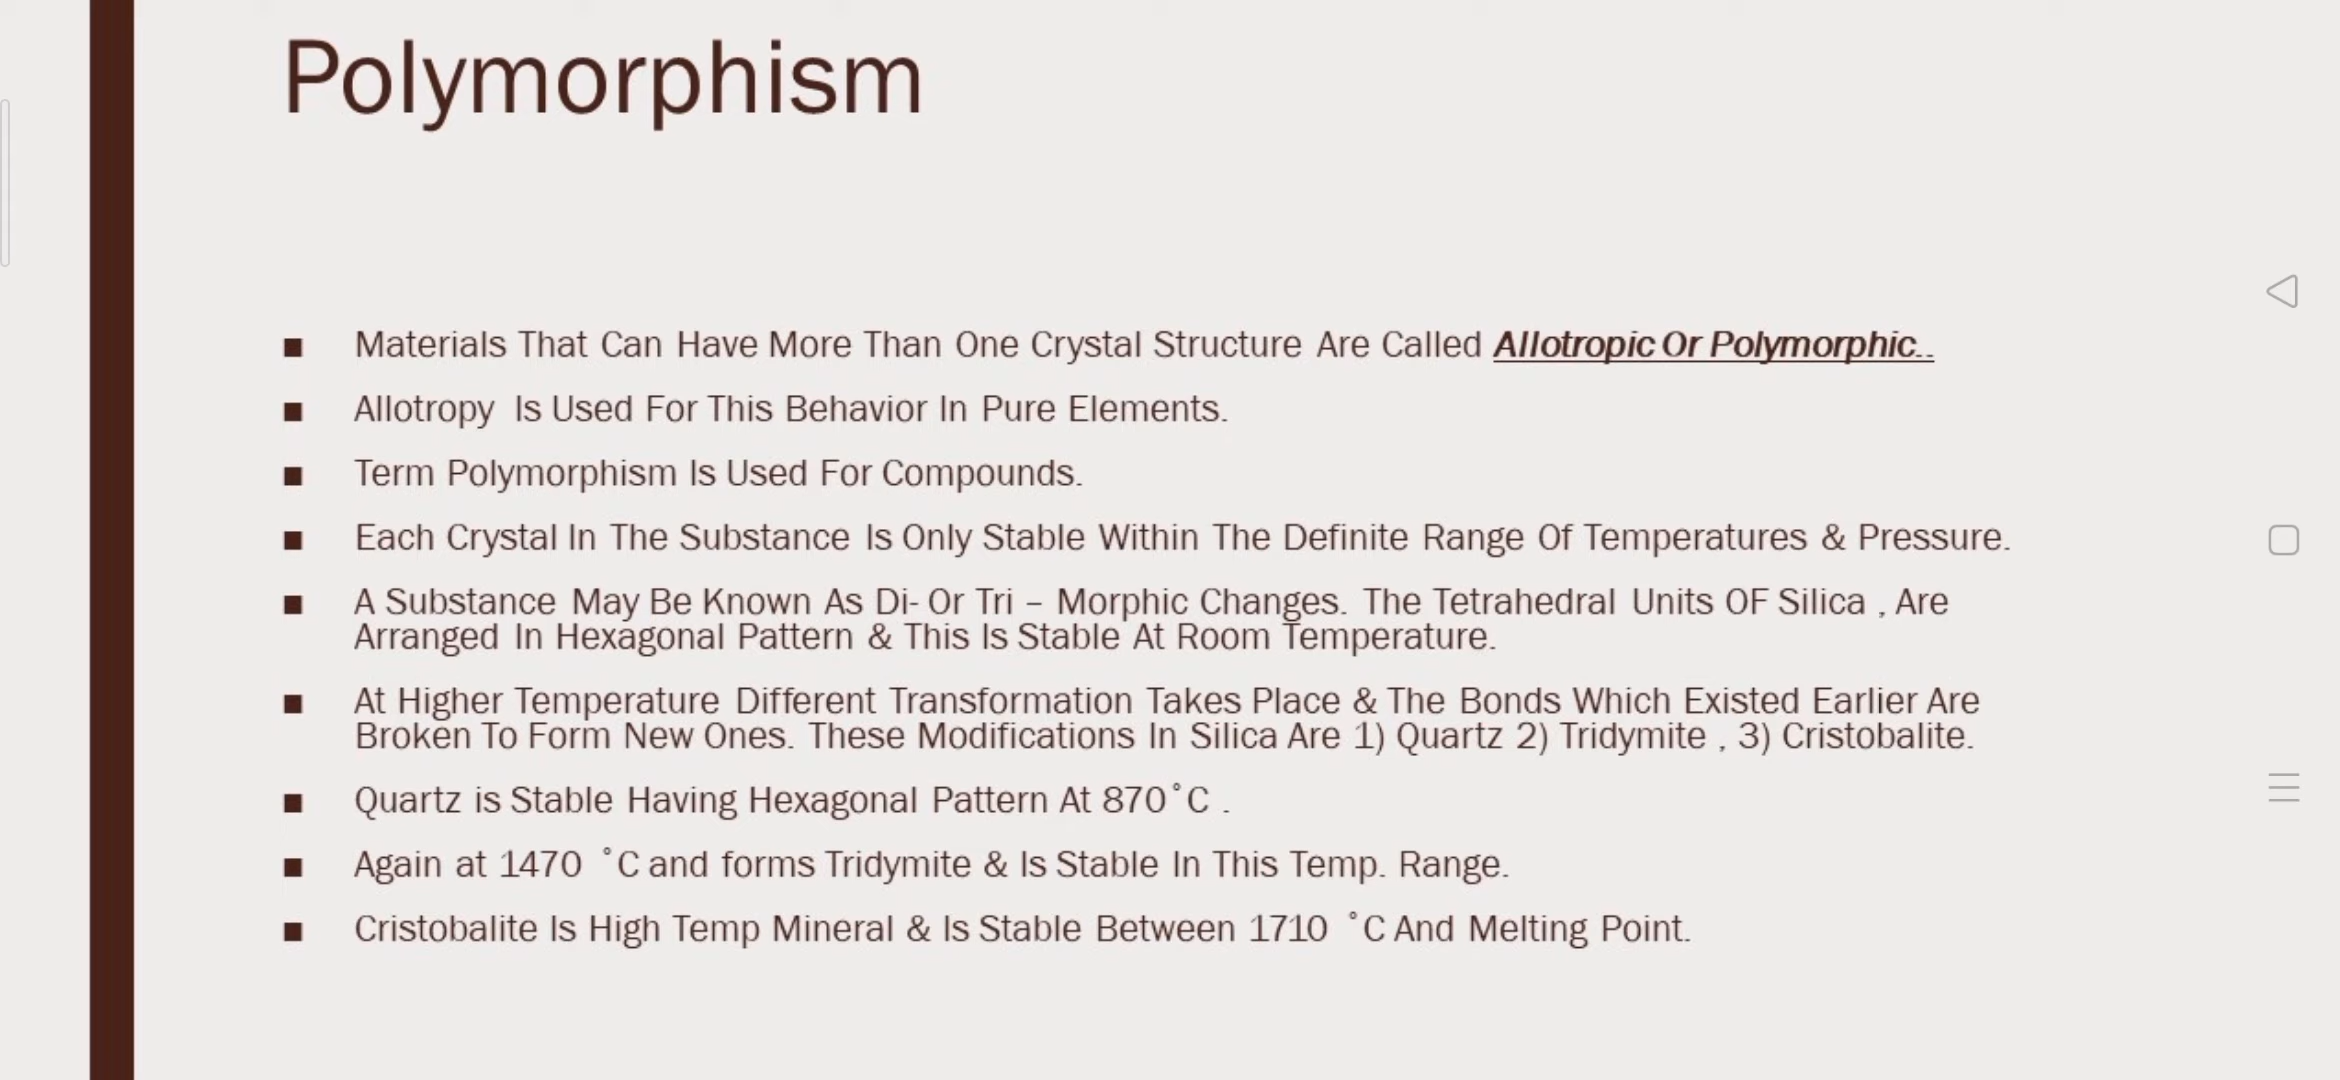 Polymorphism
■ Materials That Can Have More Than One Crystal Structure Are Called Allotropic Or Polymorphic..
■ Allotropy Is Used For This Behavior In Pure Elements.
■ Term Polymorphism Is Used For Compounds.
■ Each Crystal In The Substance Is Only Stable Within The Definite Range Of Temperatures & Pressure.
■ A Substance May Be Known As Di- Or Tri – Morphic Changes. The Tetrahedral Units OF Silica , Are
Arranged In Hexagonal Pattern & This Is Stable At Room Temperature.
■ At Higher Temperature Different Transformation Takes Place & The Bonds Which Existed Earlier Are
Broken To Form New Ones. These Modifications In Silica Are 1) Quartz 2) Tridymite , 3) Cristobalite.
■ Quartz is Stable Having Hexagonal Pattern At 870˚C .
■ Again at 1470 ˚C and forms Tridymite & Is Stable In This Temp. Range.
■ Cristobalite Is High Temp Mineral & Is Stable Between 1710 ˚C And Melting Point.